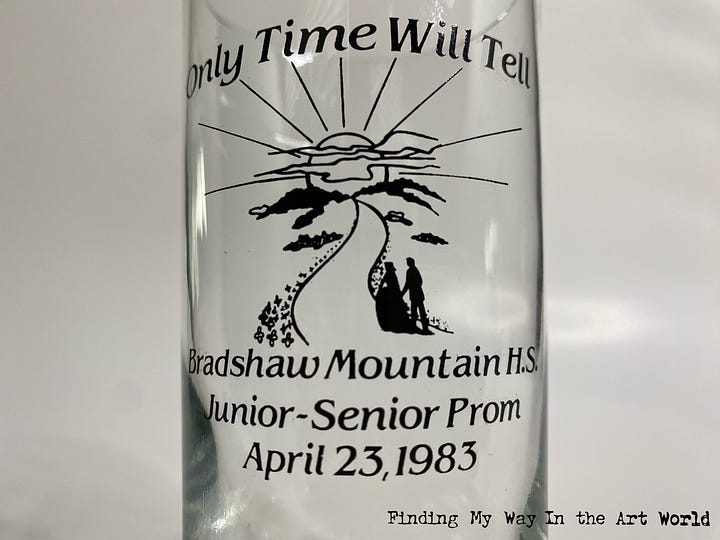 Only Time Will Tell
Bradshaw Mountain H.S.
Junior-Senior Prom
April 23, 1983
Finding My Way In the Art World